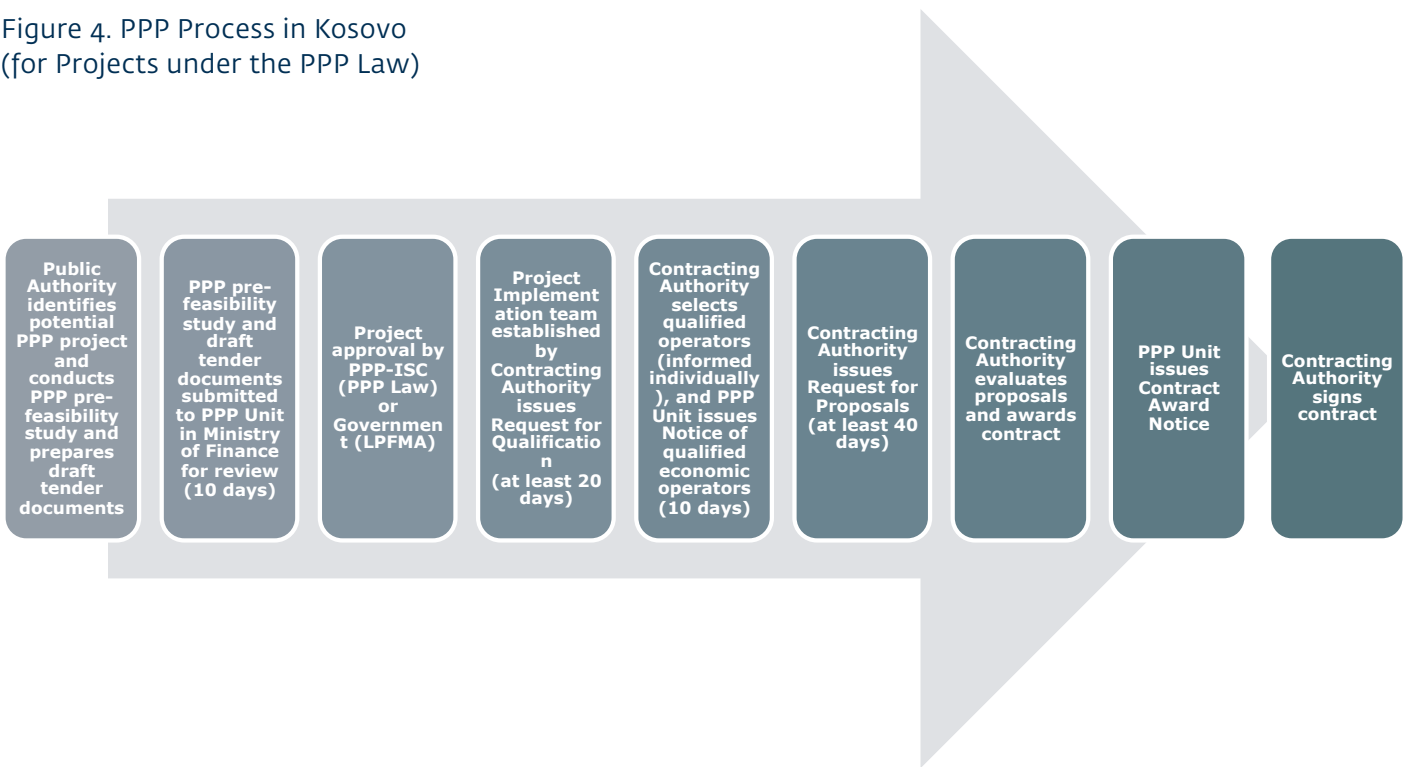 Figure 4. PPP Process in Kosovo
(for Projects under the PPP Law)
Public
Authority
identifies
potential
PPP project
and
conducts
PPP pre-
feasibility
study and
prepares
draft
tender
documents
PPP pre-
feasibility
study and
draft
tender
documents
submitted
to PPP Unit
in Ministry
of Finance
for review
(10 days)
Project
approval by
PPP-ISC
(PPP Law)
or
Governmen
t (LPFMA)
Project
Implement
ation team
established
by
Contracting
Authority
issues
Request for
Qualificatio
n
(at least 20
days)
Contracting
Authority
selects
qualified
operators
(informed
individually
), and PPP
Unit issues
Notice of
qualified
economic
operators
(10 days)
Contracting
Authority
issues
Request for
Proposals
(at least 40
days)
Contracting
Authority
evaluates
proposals
and awards
contract
PPP Unit
issues
Contract
Award
Notice
Contracting
Authority
signs
contract